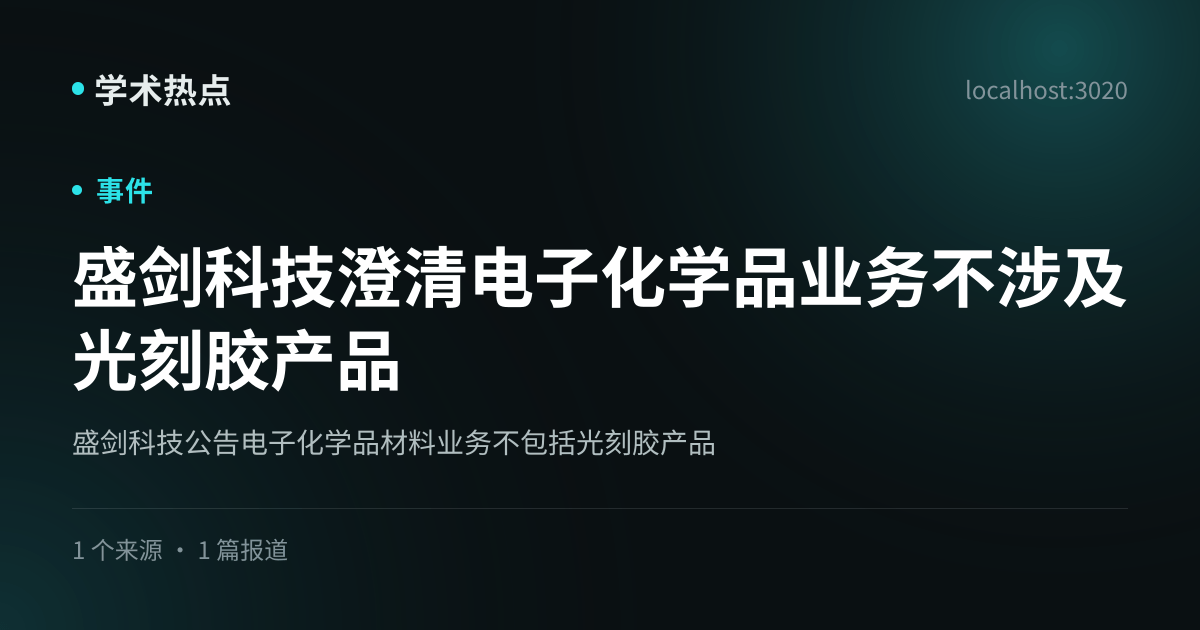 学术热点
localhost:3020
事件
盛剑科技澄清电子化学品业务不涉及
光刻胶产品
盛剑科技公告电子化学品材料业务不包括光刻胶产品
1 个来源 · 1 篇报道